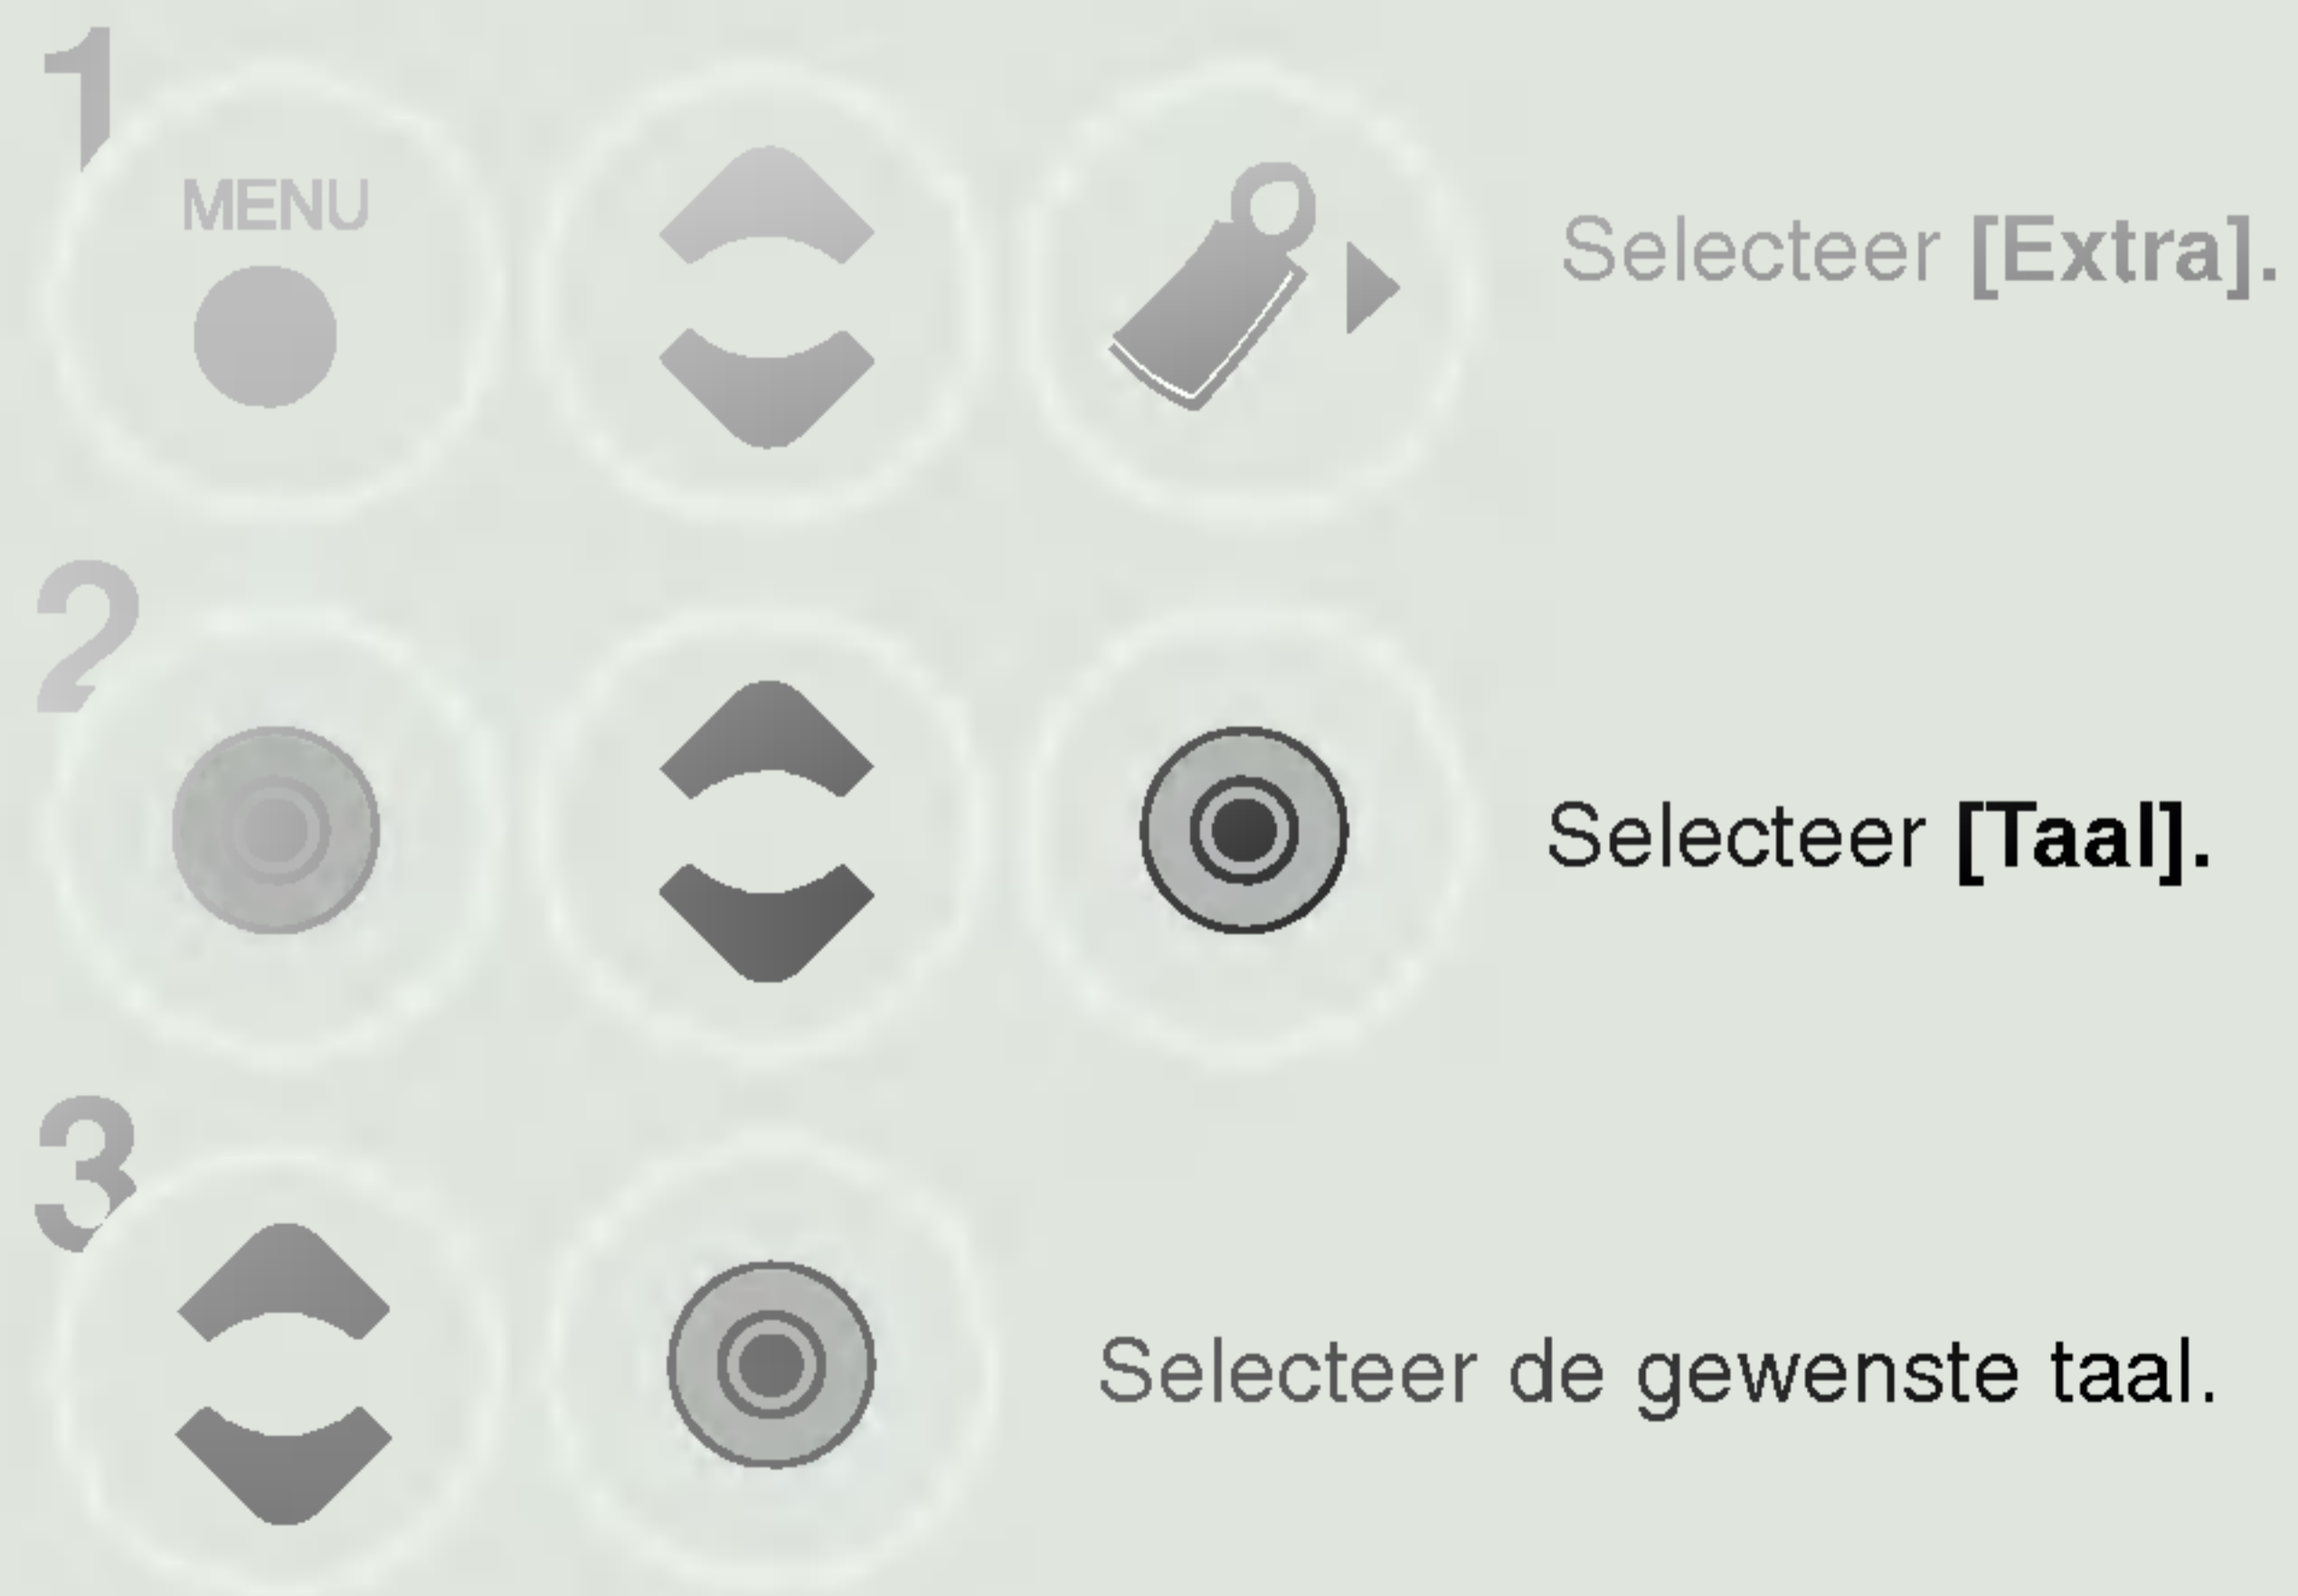 1
MENU
Selecteer [Extra].
2
Selecteer [Taal].
3
Selecteer de gewenste taal.